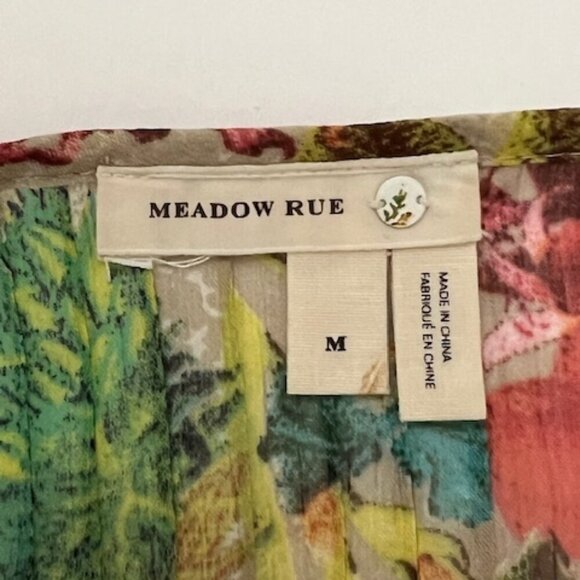 MEADOW RUE
M
MADE IN CHINA
FABRIQUÉ EN CHINE